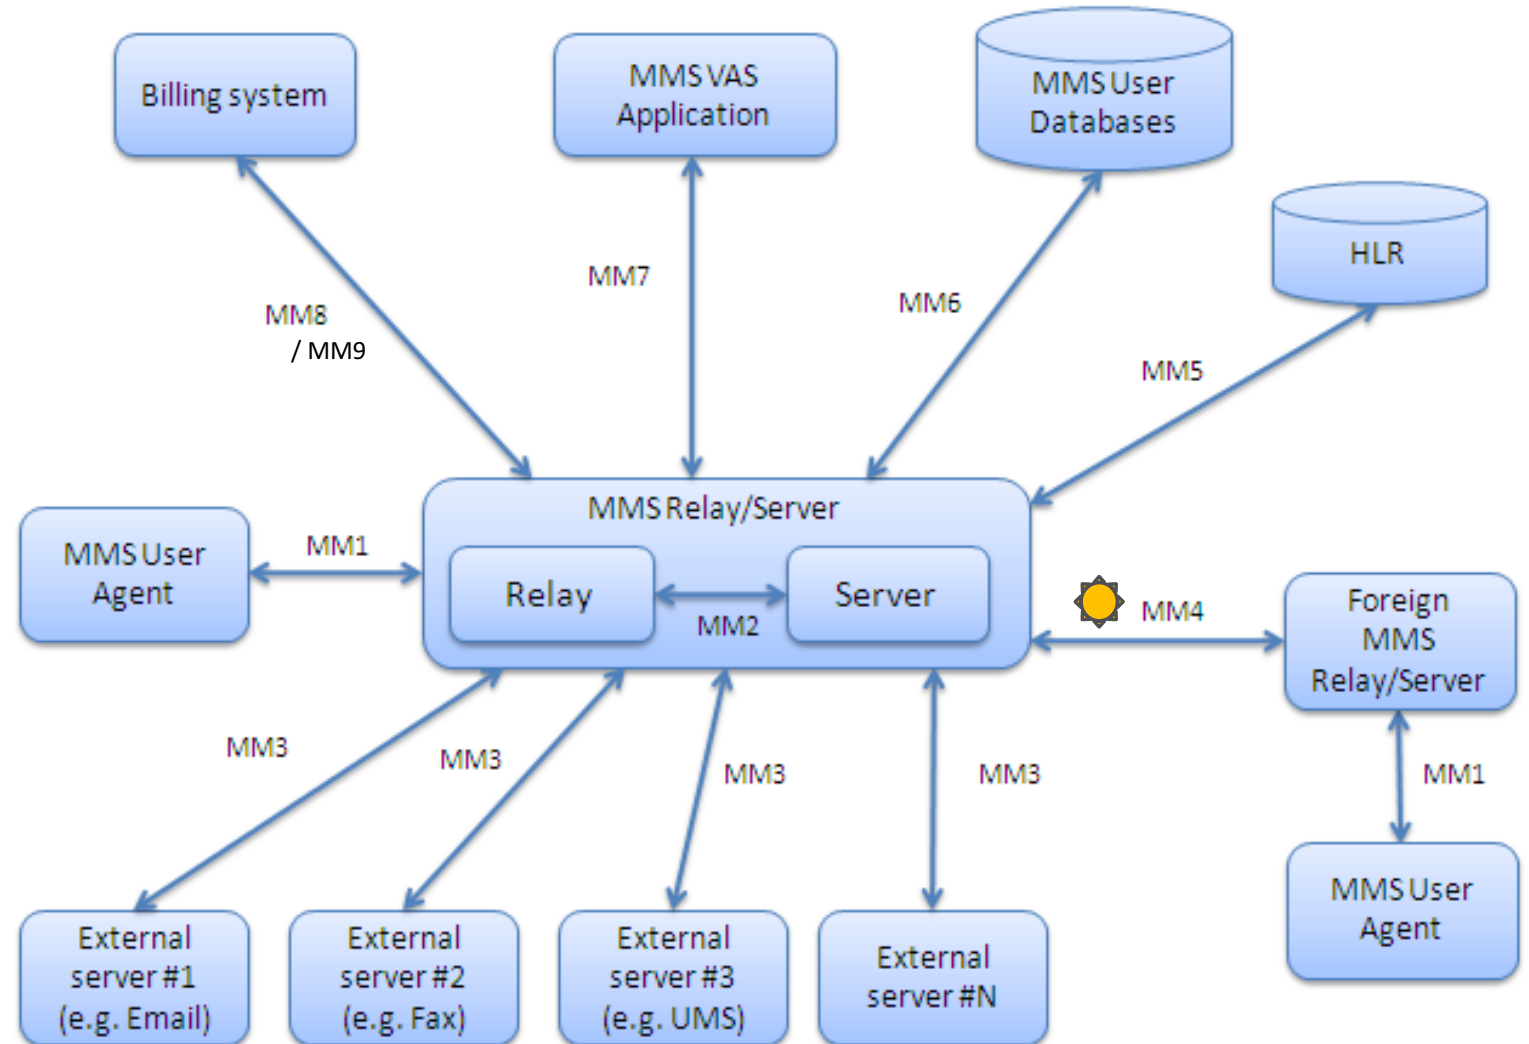 Billing system
MMS VAS
Application
MMS User
Databases
HLR
MM8
/ MM9
MM7
MM6
MM5
MMS Relay/Server
MMS User
Agent
MM1
Relay
MM2
Server
MM4
Foreign
MMS
Relay/Server
MM3
MM3
MM3
MM3
MM1
External
server #1
(e.g. Email)
External
server #2
(e.g. Fax)
External
server #3
(e.g. UMS)
External
server #N
MMS User
Agent